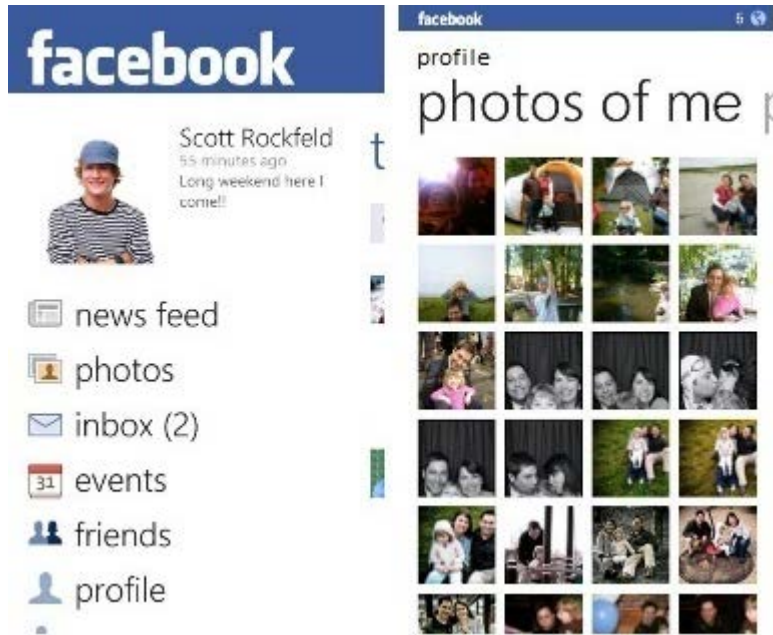 facebook
Scott Rockfeld
55 minutes ago
Long weekend here I
come!!
t
news feed
photos
inbox (2)
31
events
friends
profile
facebook
profile
photos of me